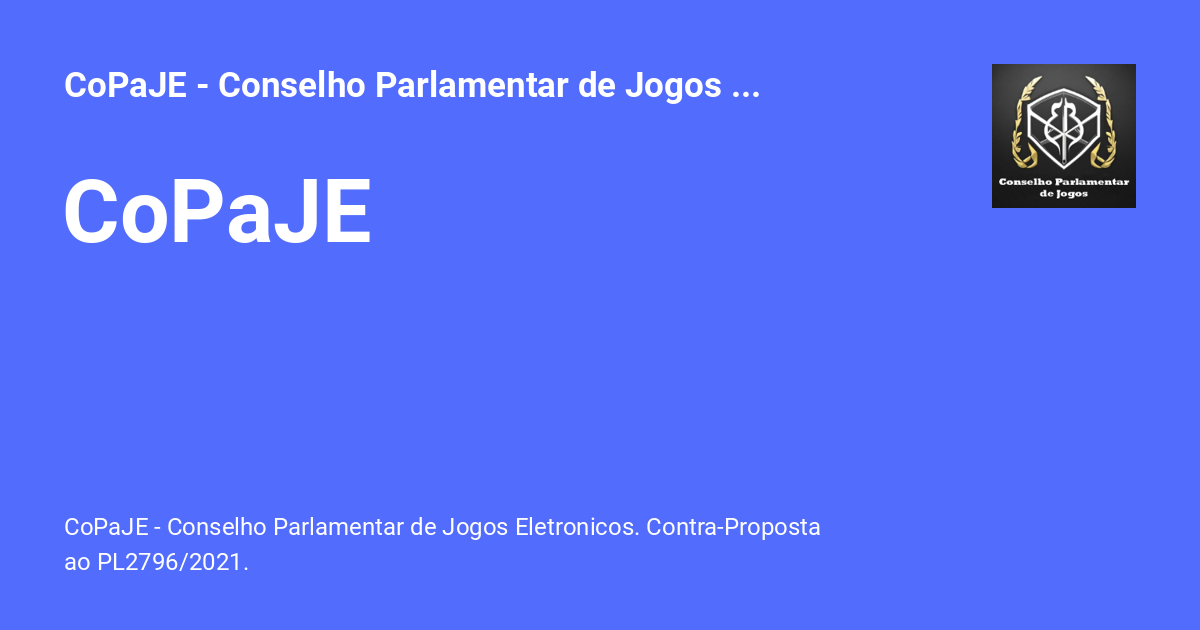 CoPaJE - Conselho Parlamentar de Jogos ...
Conselho Parlamentar
de Jogos
CoPaJE
CoPaJE - Conselho Parlamentar de Jogos Eletronicos. Contra-Proposta
ao PL2796/2021.